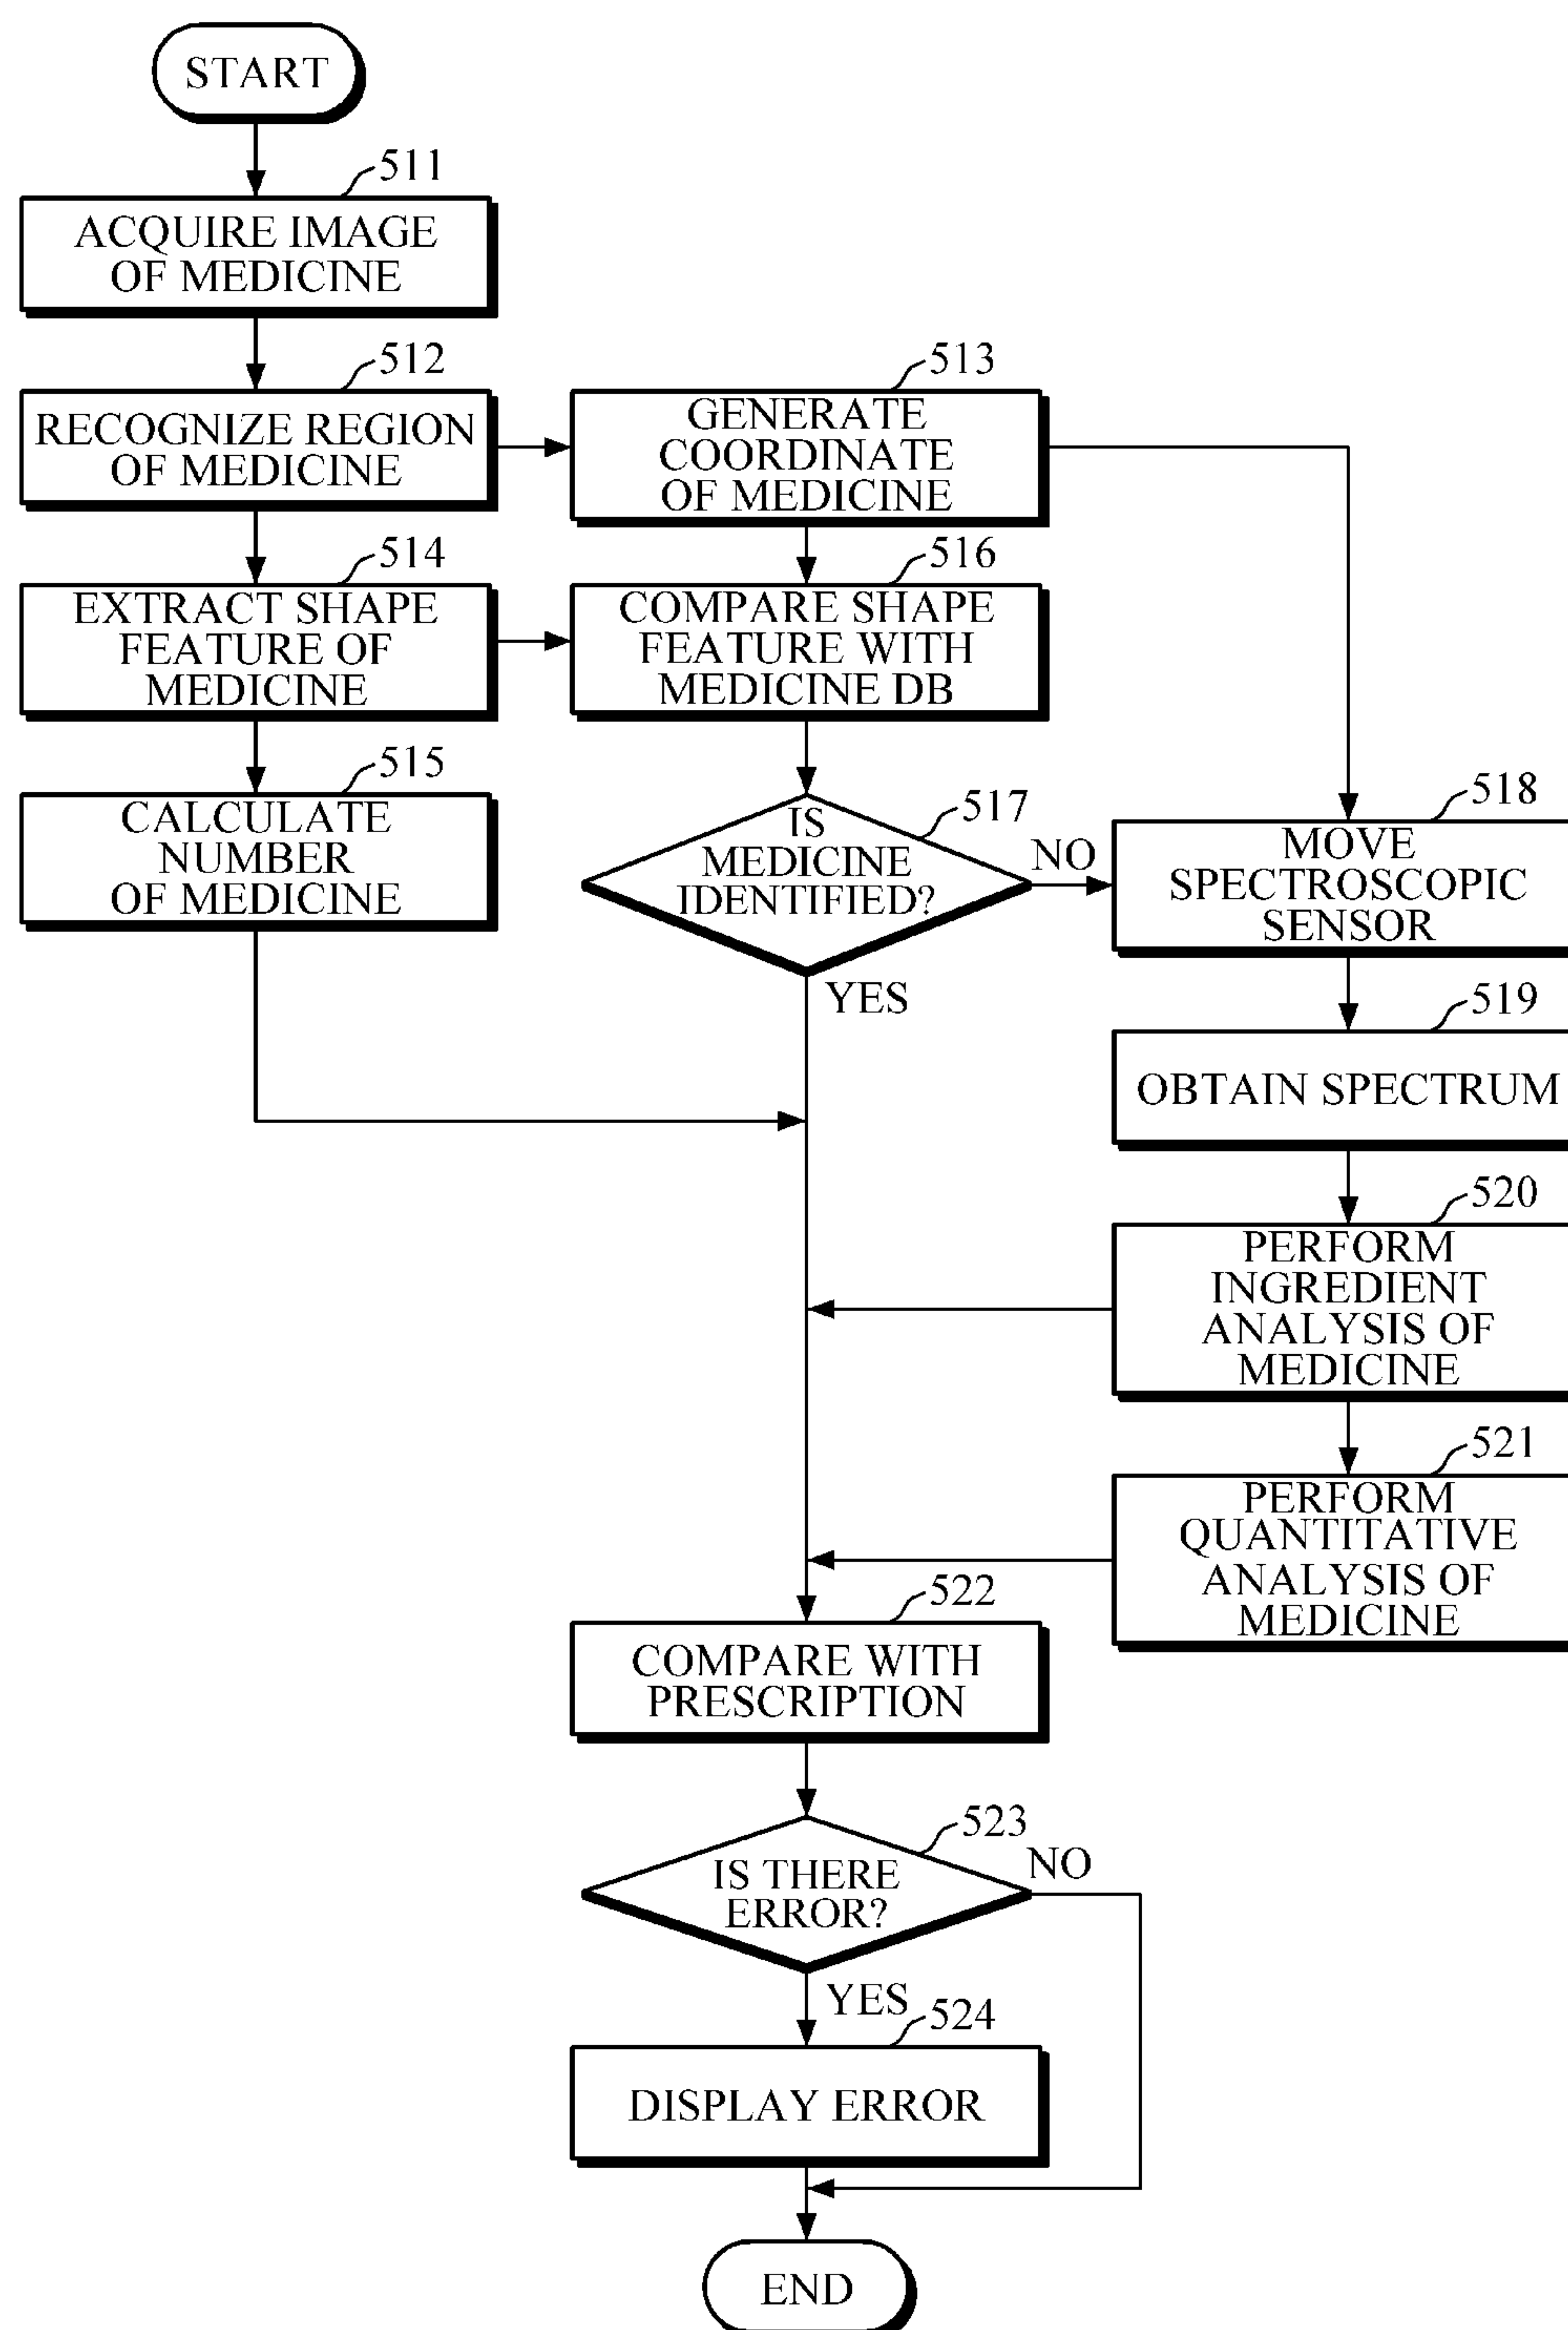 START
511
ACQUIRE IMAGE
OF MEDICINE
512
RECOGNIZE REGION
OF MEDICINE
513
GENERATE
COORDINATE
OF MEDICINE
514
EXTRACT SHAPE
FEATURE OF
MEDICINE
516
COMPARE SHAPE
FEATURE WITH
MEDICINE DB
515
CALCULATE
NUMBER
OF MEDICINE
517
IS
MEDICINE
IDENTIFIED?
NO
YES
518
MOVE
SPECTROSCOPIC
SENSOR
519
OBTAIN SPECTRUM
520
PERFORM
INGREDIENT
ANALYSIS OF
MEDICINE
521
PERFORM
QUANTITATIVE
ANALYSIS OF
MEDICINE
522
COMPARE WITH
PRESCRIPTION
523
IS THERE
ERROR?
NO
YES
524
DISPLAY ERROR
END